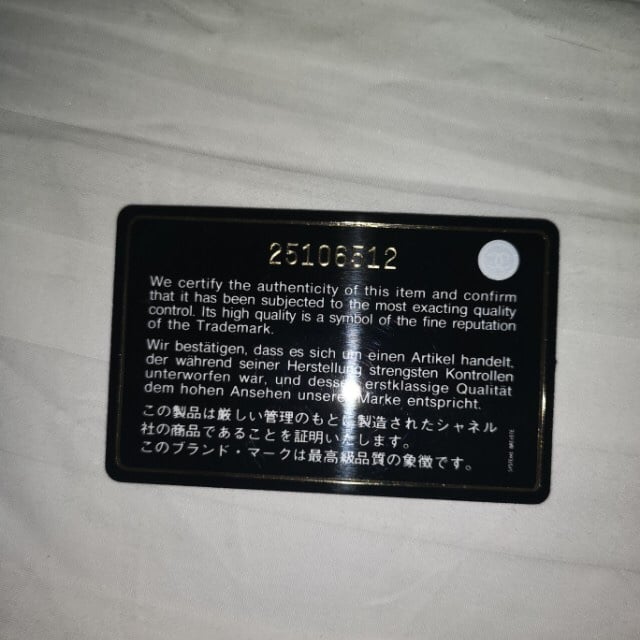 25106512
We certify the authenticity of this item and confirm
that it has been subjected to the most exacting quality
control. Its high quality is a symbol of the fine reputation
of the Trademark.
Wir bestätigen, dass es sich um einen Artikel handelt,
der während seiner Herstellung strengsten Kontrollen
unterworfen war, und dessen erstklassige Qualität
dem hohen Ansehen unserer Marke entspricht.
この製品は厳しい管理のもとに製造されたシャネル
社の商品であることを証明いたします。
このブランド・マークは最高級品質の象徴です。